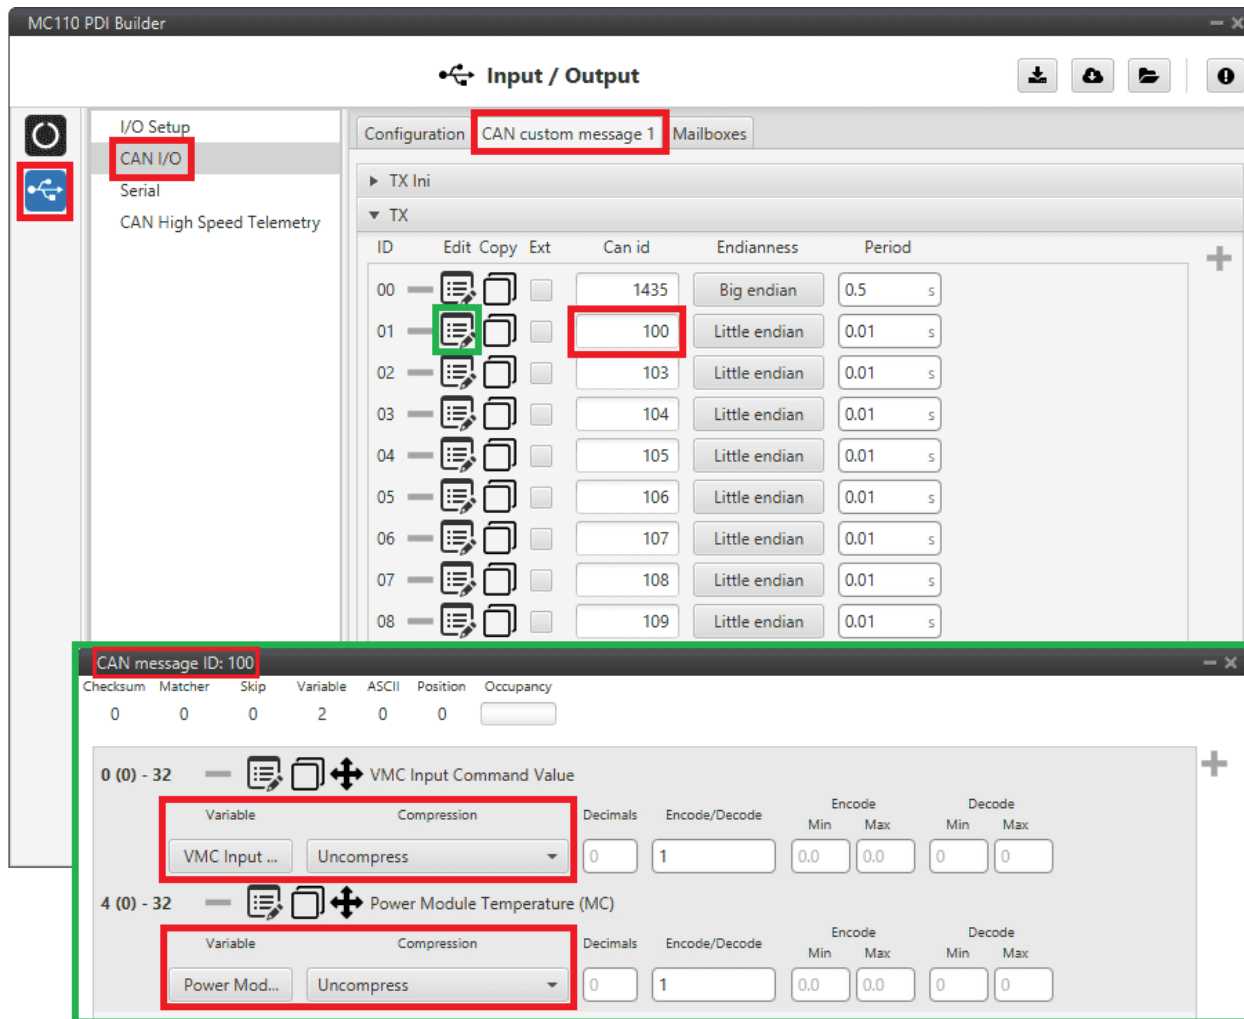 MC110 PDI Builder
Input / Output
I/O Setup
CAN I/O
Serial
CAN High Speed Telemetry
Configuration CAN custom message 1 Mailboxes
TX Ini
TX
ID Edit Copy Ext Can id Endianness Period
00 1435 Big endian 0.5 s
01 100 Little endian 0.01 s
02 103 Little endian 0.01 s
03 104 Little endian 0.01 s
04 105 Little endian 0.01 s
05 106 Little endian 0.01 s
06 107 Little endian 0.01 s
07 108 Little endian 0.01 s
08 109 Little endian 0.01 s
CAN message ID: 100
Checksum Matcher Skip Variable ASCII Position Occupancy
0 0 0 2 0 0
0 (0) - 32 VMC Input Command Value
Variable Compression Decimals Encode/Decode Encode Decode
Min Max Min Max
VMC Input ... Uncompress 0 1 0.0 0.0 0 0
4 (0) - 32 Power Module Temperature (MC)
Variable Compression Decimals Encode/Decode Encode Decode
Min Max Min Max
Power Mod... Uncompress 0 1 0.0 0.0 0 0